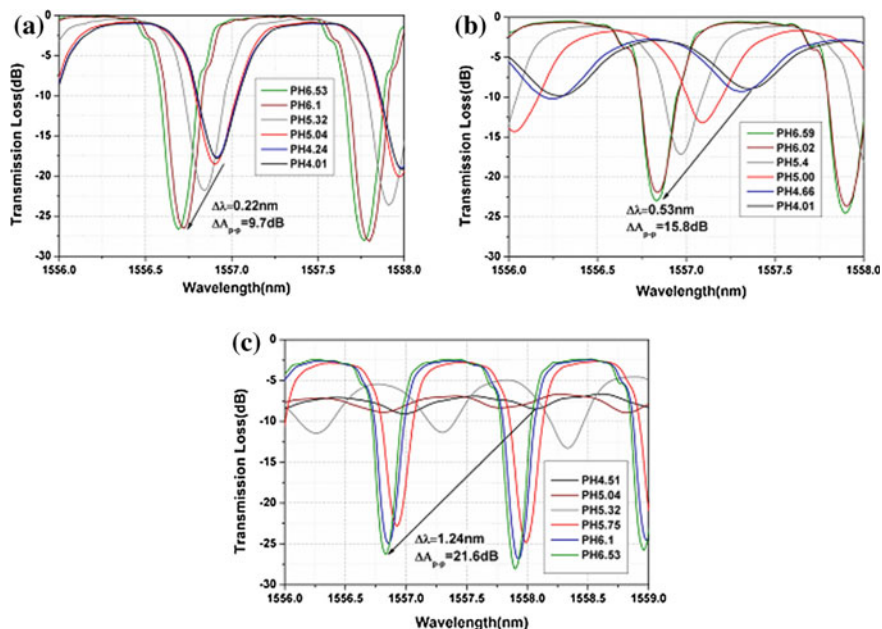 (a)
Transmission Loss(dB)
0
-5
-10
-15
-20
-25
-30
PH6.53
PH6.1
PH5.32
PH5.04
PH4.24
PH4.01
Δλ=0.22nm
ΔAp-p=9.7dB
1556.0 1556.5 1557.0 1557.5 1558.0
Wavelength(nm)
(b)
Transmission Loss(dB)
0
-5
-10
-15
-20
-25
-30
PH6.59
PH6.02
PH5.4
PH5.00
PH4.66
PH4.01
Δλ=0.53nm
ΔAp-p=15.8dB
1556.0 1556.5 1557.0 1557.5 1558.0
Wavelength(nm)
(c)
Transmission Loss(dB)
0
-5
-10
-15
-20
-25
-30
PH4.51
PH5.04
PH5.32
PH5.75
PH6.1
PH6.53
Δλ=1.24nm
ΔAp-p=21.6dB
1556.0 1556.5 1557.0 1557.5 1558.0 1558.5 1559.0
Wavelength(nm)